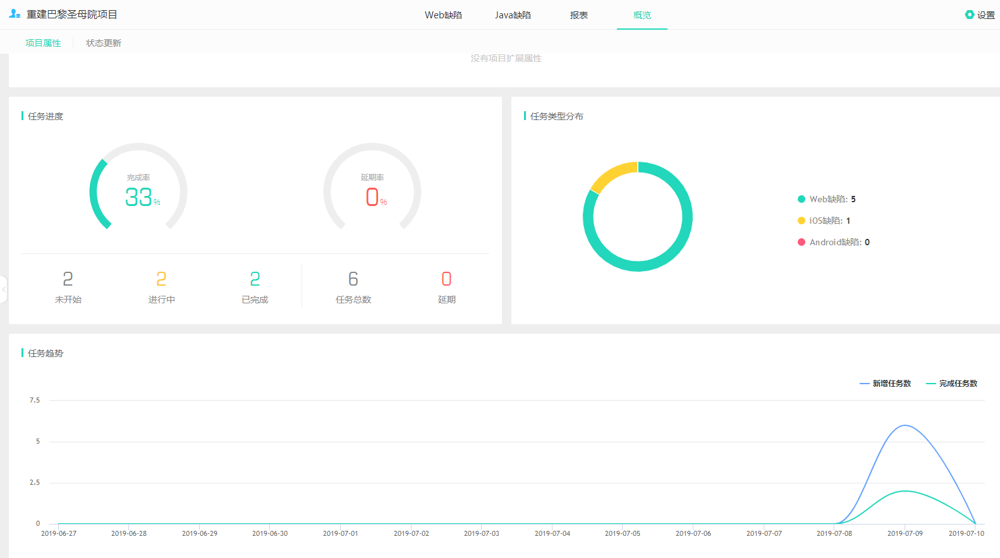 重建巴黎圣母院项目
Web缺陷
Java缺陷
报表
概览
设置
项目属性
状态更新
没有项目扩展属性
任务进度
完成率
33%
延期率
0%
2
未开始
2
进行中
2
已完成
6
任务总数
0
延期
任务类型分布
Web缺陷: 5
iOS缺陷: 1
Android缺陷: 0
任务趋势
新增任务数
完成任务数
7.5
5
2.5
0
2019-06-27
2019-06-28
2019-06-29
2019-06-30
2019-07-01
2019-07-02
2019-07-03
2019-07-04
2019-07-05
2019-07-06
2019-07-07
2019-07-08
2019-07-09
2019-07-10